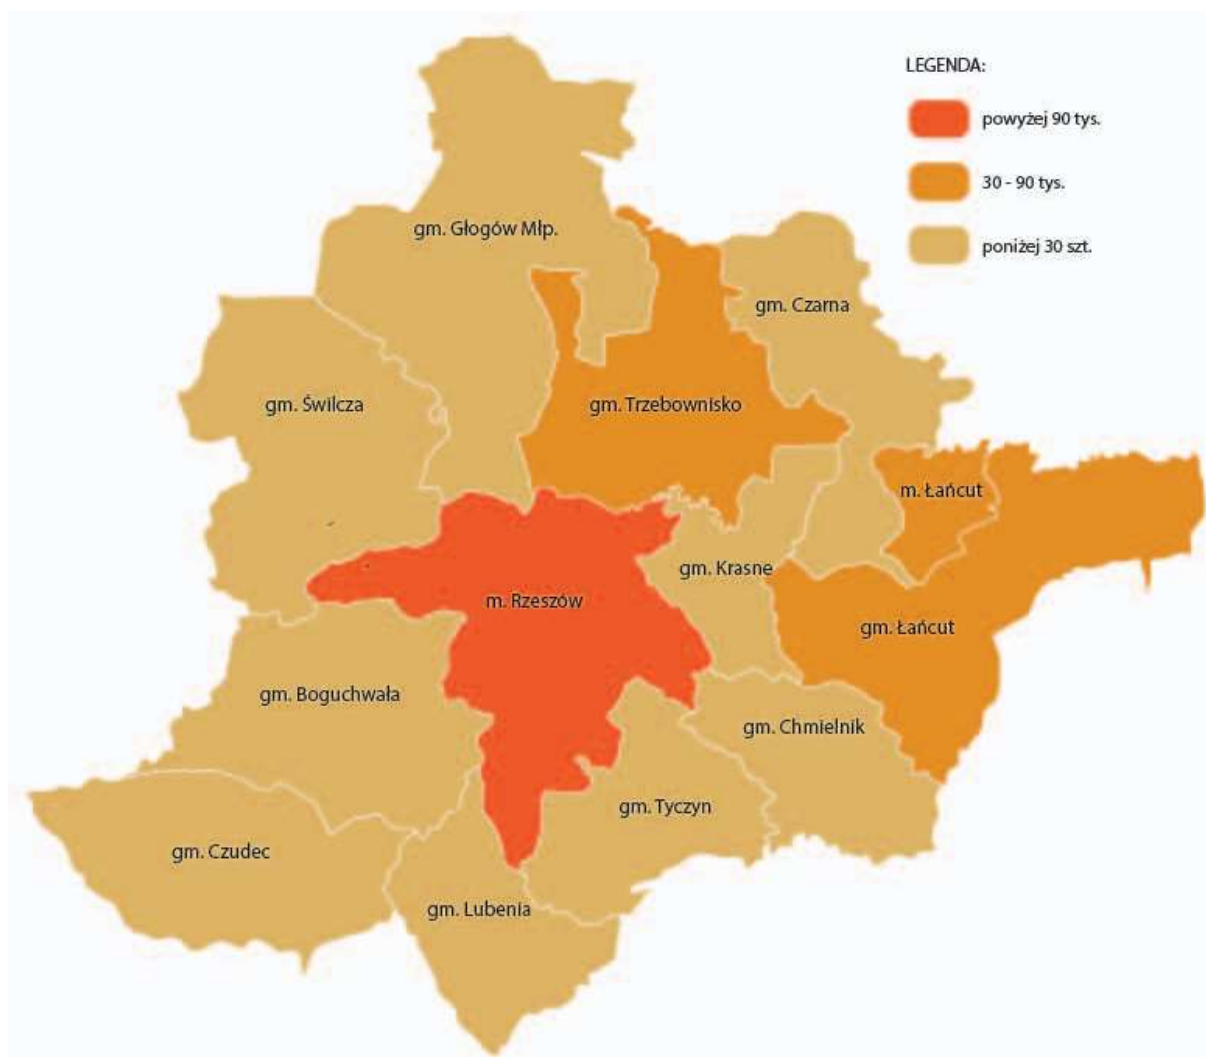 LEGENDA:
powyżej 90 tys.
30 - 90 tys.
poniżej 30 szt.
gm. Głogów Młp.
gm. Czarna
gm. Świlcza
gm. Trzebownisko
m. Łańcut
gm. Krasne
m. Rzeszów
gm. Łańcut
gm. Boguchwała
gm. Chmielnik
gm. Tyczyn
gm. Czudec
gm. Lubenia